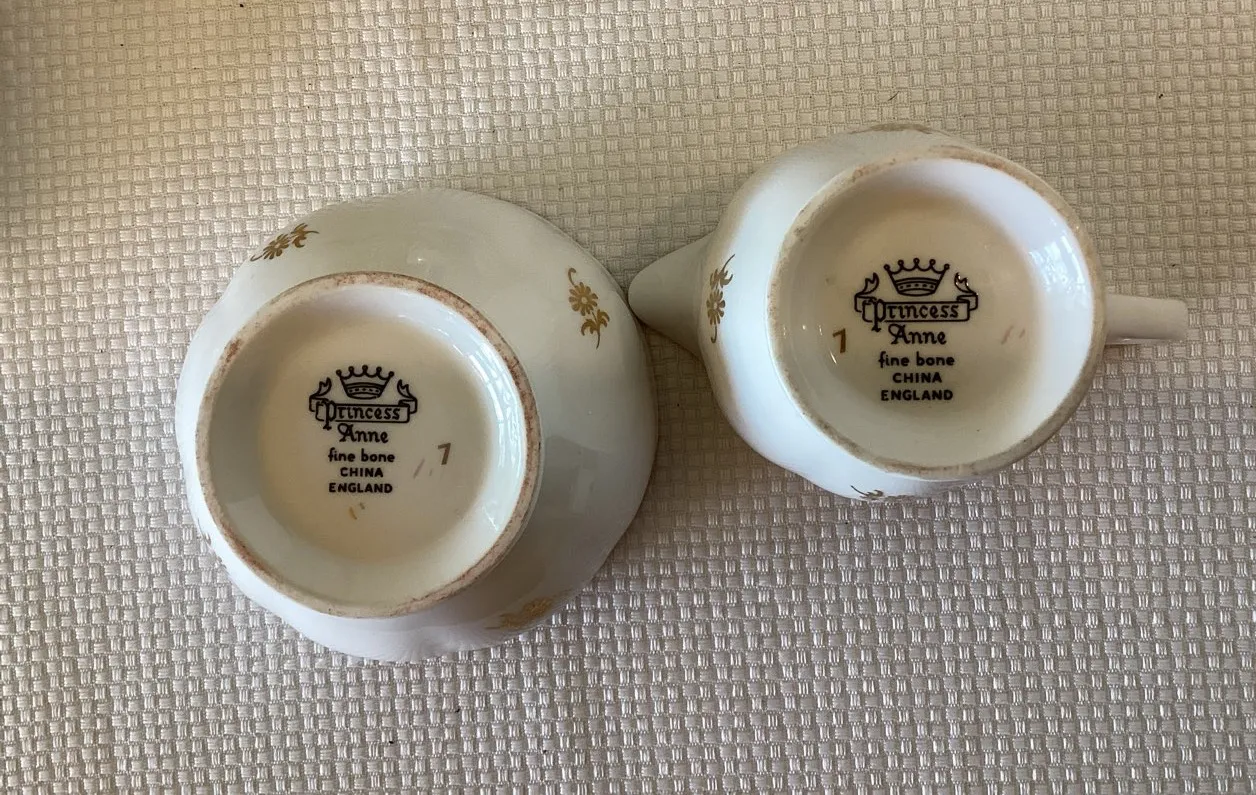 Princess
Anne
fine bone
CHINA
ENGLAND
7
Princess
Anne
7
fine bone
CHINA
ENGLAND